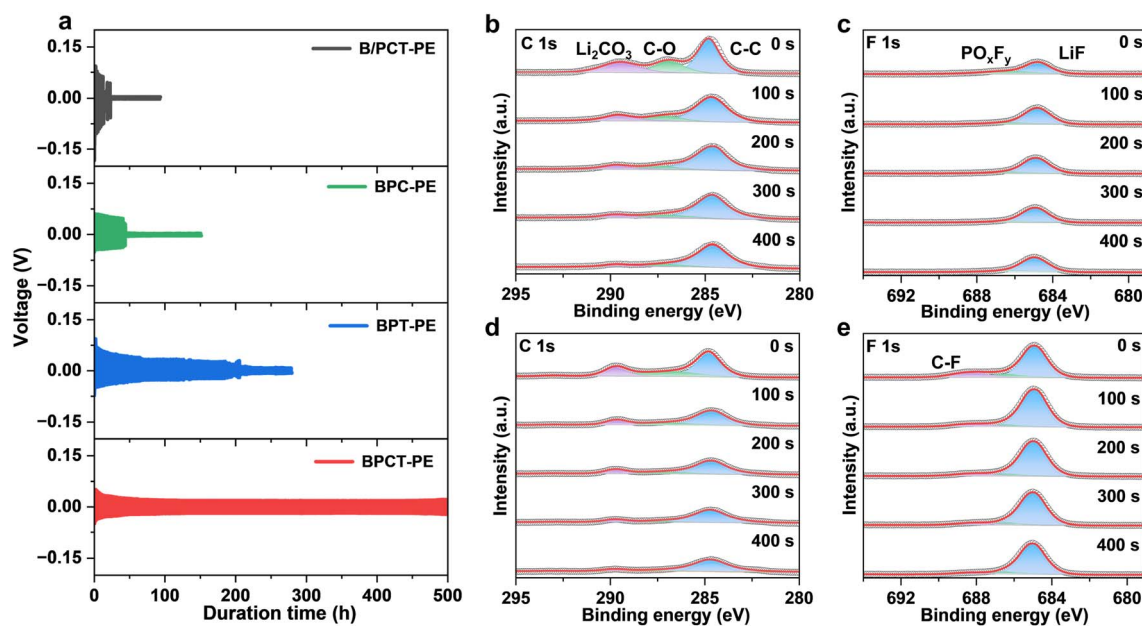 a
0.15
0.00
−0.15
B/PCT-PE
0.15
0.00
−0.15
BPC-PE
0.15
0.00
−0.15
BPT-PE
0.15
0.00
−0.15
BPCT-PE
Voltage (V)
0 100 200 300 400 500
Duration time (h)
b
C 1s
Li₂CO₃ C-O C-C
0 s
100 s
200 s
300 s
400 s
Intensity (a.u.)
295 290 285 280
Binding energy (eV)
c
F 1s
POₓFᵧ LiF
0 s
100 s
200 s
300 s
400 s
Intensity (a.u.)
692 688 684 680
Binding energy (eV)
d
C 1s
0 s
100 s
200 s
300 s
400 s
Intensity (a.u.)
295 290 285 280
Binding energy (eV)
e
F 1s
C-F
0 s
100 s
200 s
300 s
400 s
Intensity (a.u.)
692 688 684 680
Binding energy (eV)